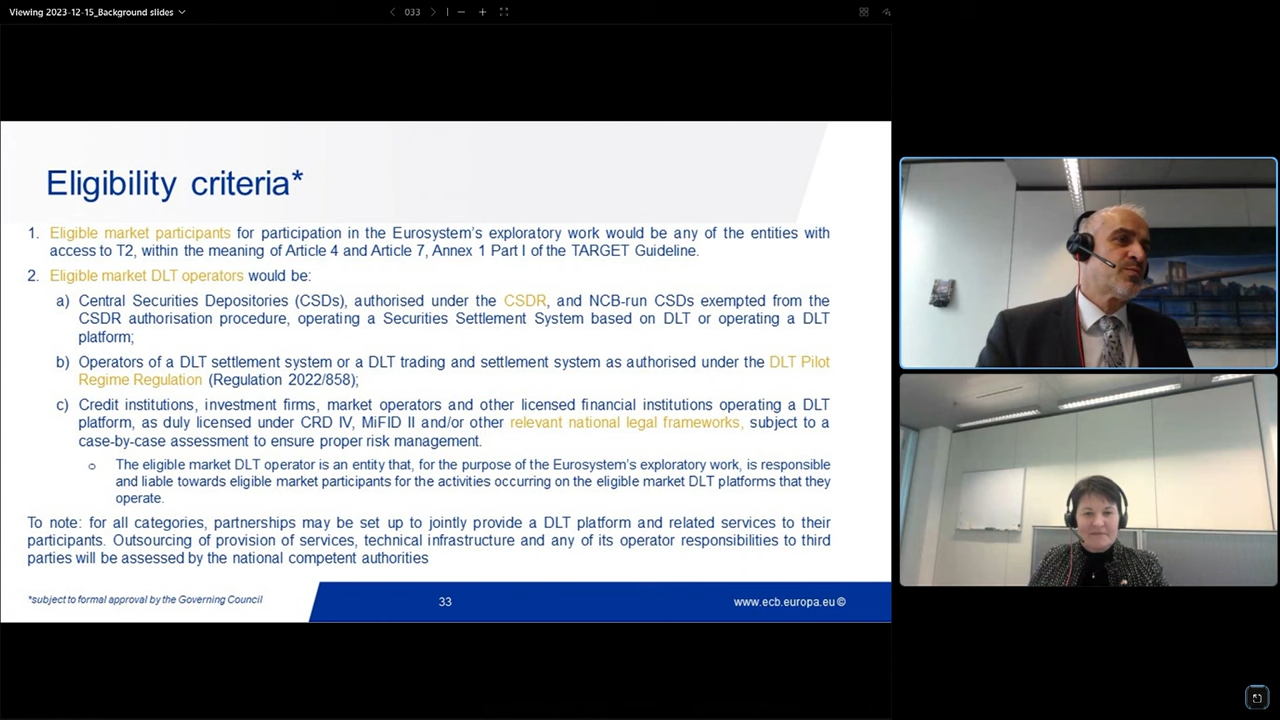 Viewing 2023-12-15_Background slides
033
Eligibility criteria*
1. Eligible market participants for participation in the Eurosystem's exploratory work would be any of the entities with
access to T2, within the meaning of Article 4 and Article 7, Annex 1 Part I of the TARGET Guideline.
2. Eligible market DLT operators would be:
a) Central Securities Depositories (CSDs), authorised under the CSDR, and NCB-run CSDs exempted from the
CSDR authorisation procedure, operating a Securities Settlement System based on DLT or operating a DLT
platform;
b) Operators of a DLT settlement system or a DLT trading and settlement system as authorised under the DLT Pilot
Regime Regulation (Regulation 2022/858);
c) Credit institutions, investment firms, market operators and other licensed financial institutions operating a DLT
platform, as duly licensed under CRD IV, MiFID II and/or other relevant national legal frameworks, subject to a
case-by-case assessment to ensure proper risk management.
o The eligible market DLT operator is an entity that, for the purpose of the Eurosystem's exploratory work, is responsible
and liable towards eligible market participants for the activities occurring on the eligible market DLT platforms that they
operate.
To note: for all categories, partnerships may be set up to jointly provide a DLT platform and related services to their
participants. Outsourcing of provision of services, technical infrastructure and any of its operator responsibilities to third
parties will be assessed by the national competent authorities
*subject to formal approval by the Governing Council
33
www.ecb.europa.eu ©